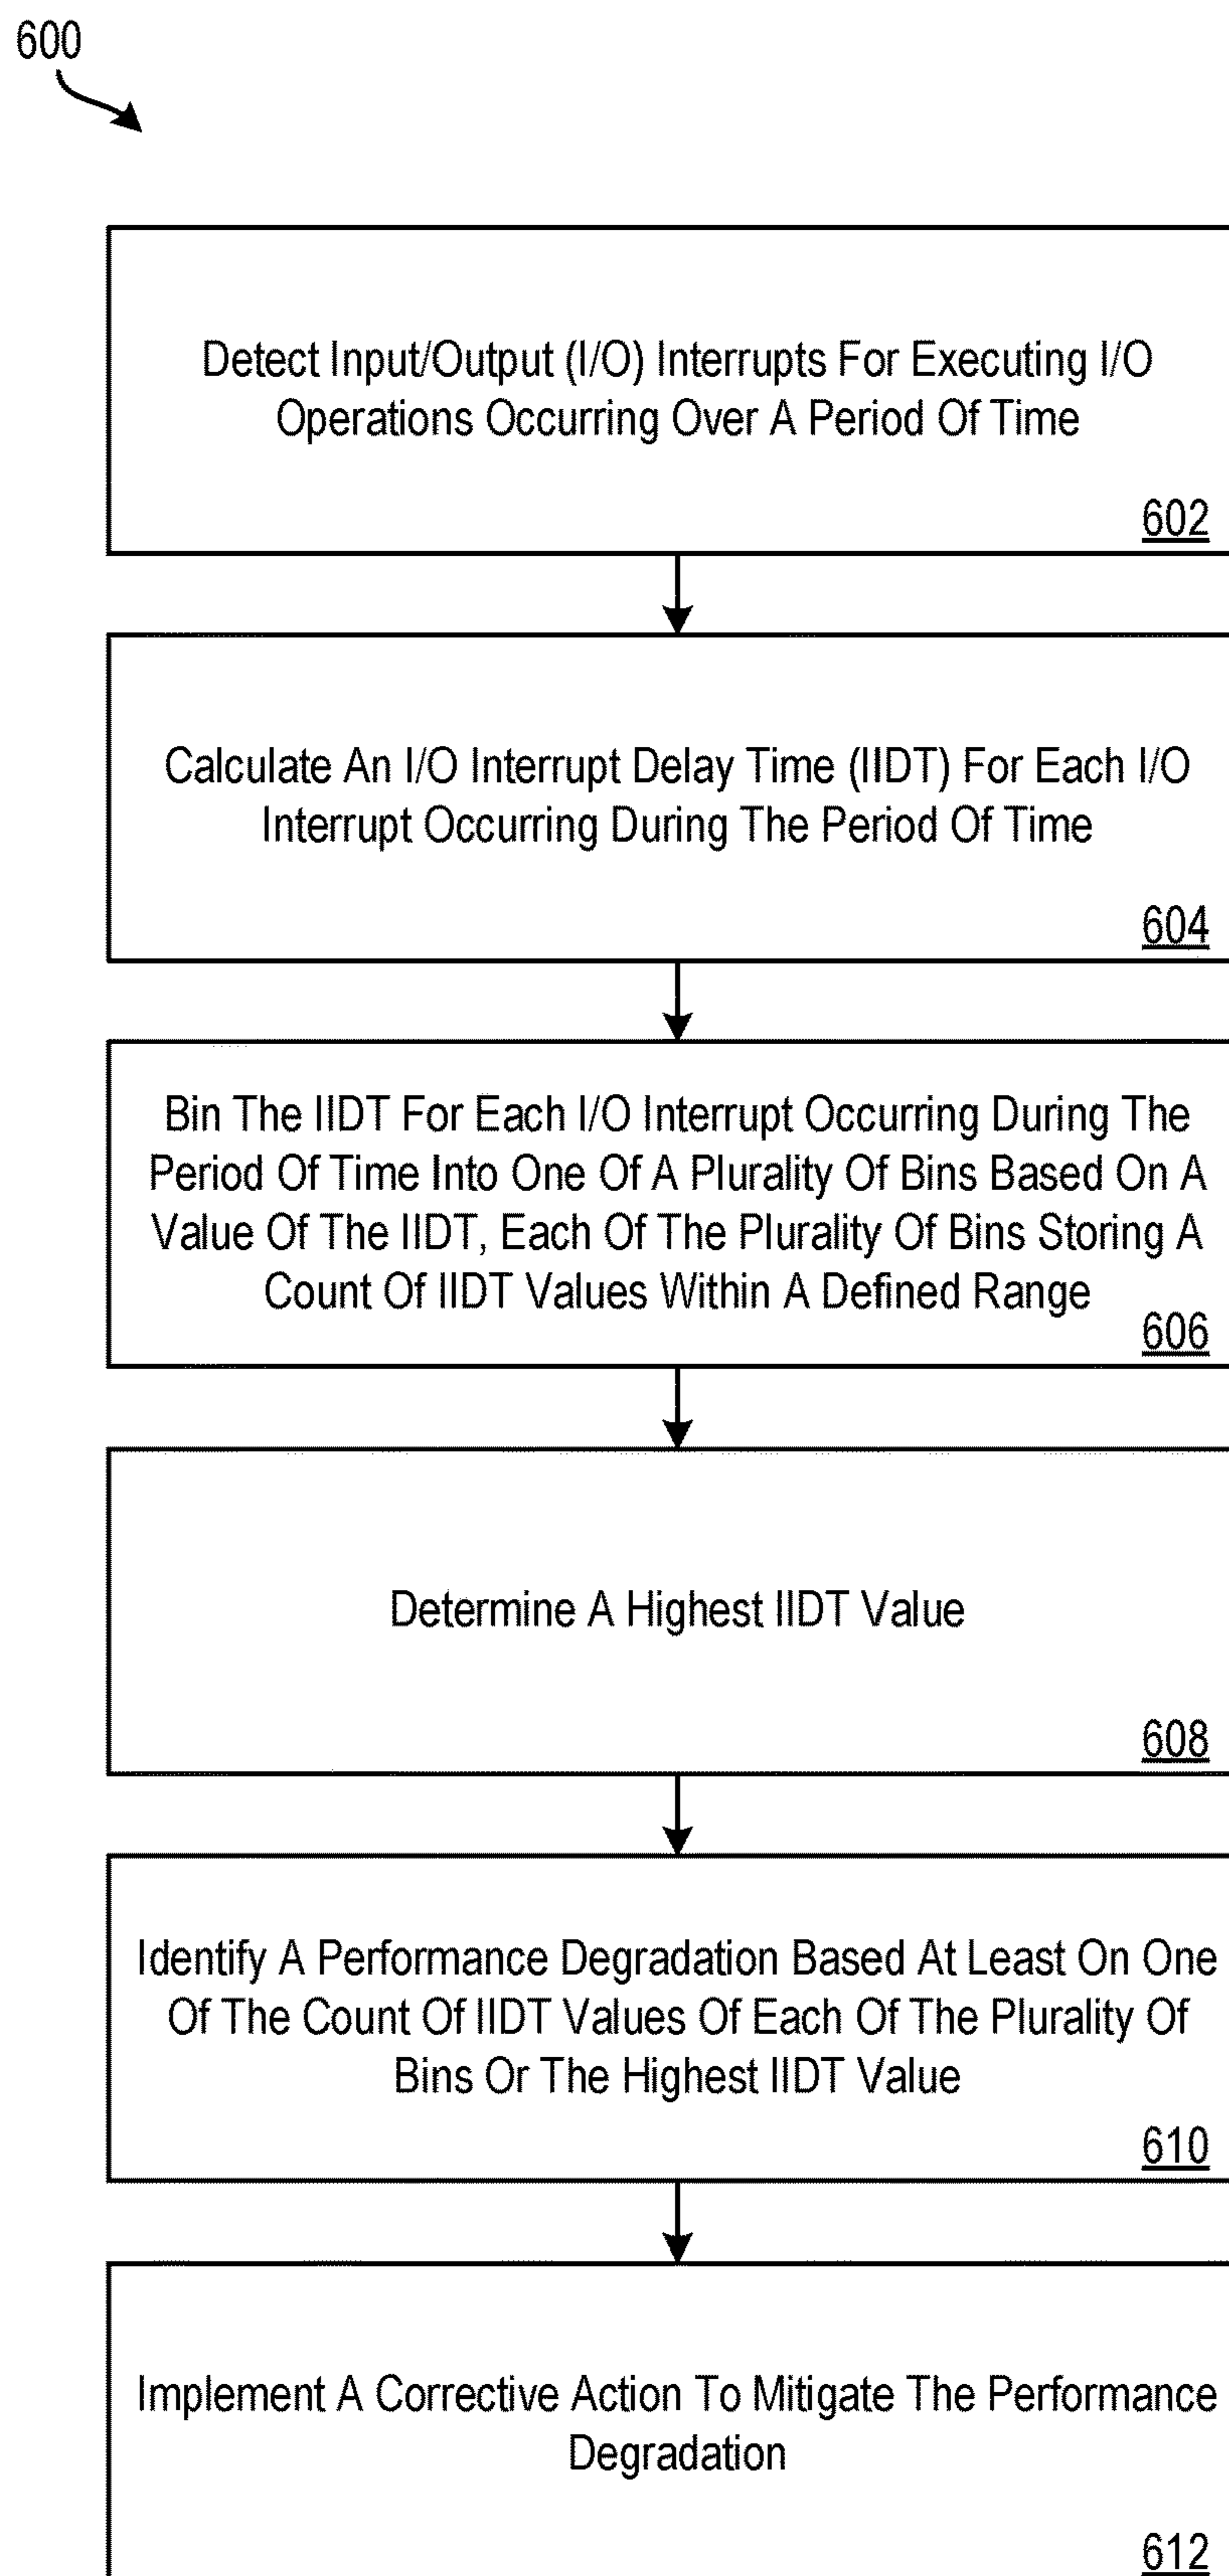 600
Detect Input/Output (I/O) Interrupts For Executing I/O
Operations Occurring Over A Period Of Time
602
Calculate An I/O Interrupt Delay Time (IIDT) For Each I/O
Interrupt Occurring During The Period Of Time
604
Bin The IIDT For Each I/O Interrupt Occurring During The
Period Of Time Into One Of A Plurality Of Bins Based On A
Value Of The IIDT, Each Of The Plurality Of Bins Storing A
Count Of IIDT Values Within A Defined Range
606
Determine A Highest IIDT Value
608
Identify A Performance Degradation Based At Least On One
Of The Count Of IIDT Values Of Each Of The Plurality Of
Bins Or The Highest IIDT Value
610
Implement A Corrective Action To Mitigate The Performance
Degradation
612